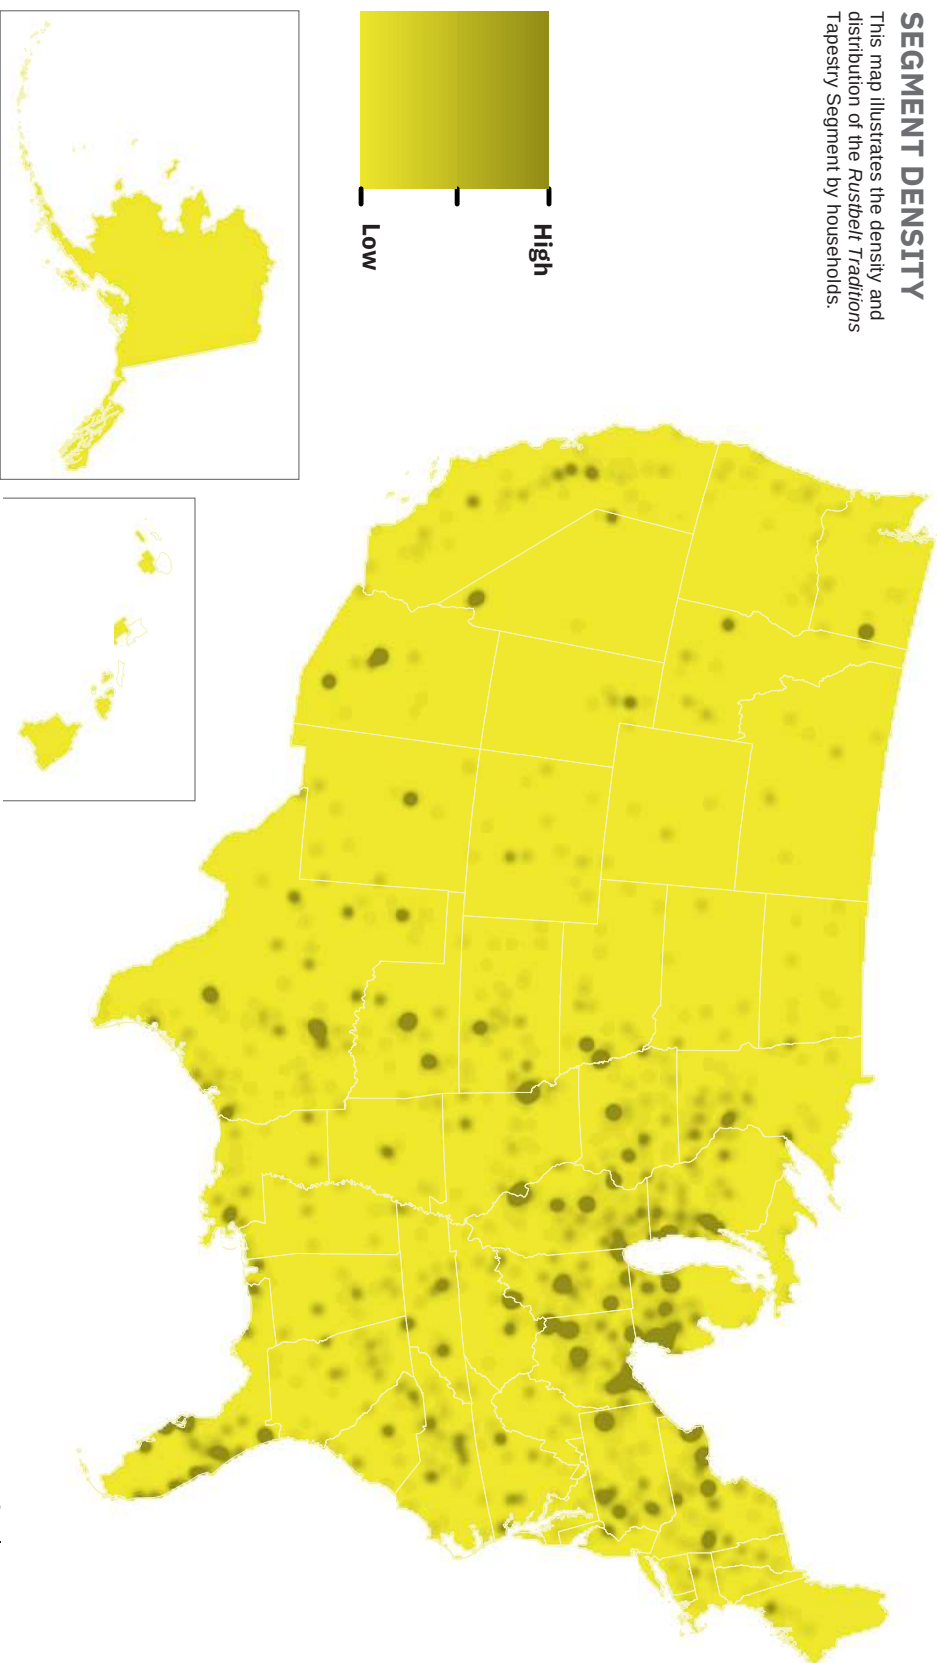 SEGMENT DENSITY
This map illustrates the density and
distribution of the Rustbelt Traditions
Tapestry Segment by households.
High
Low